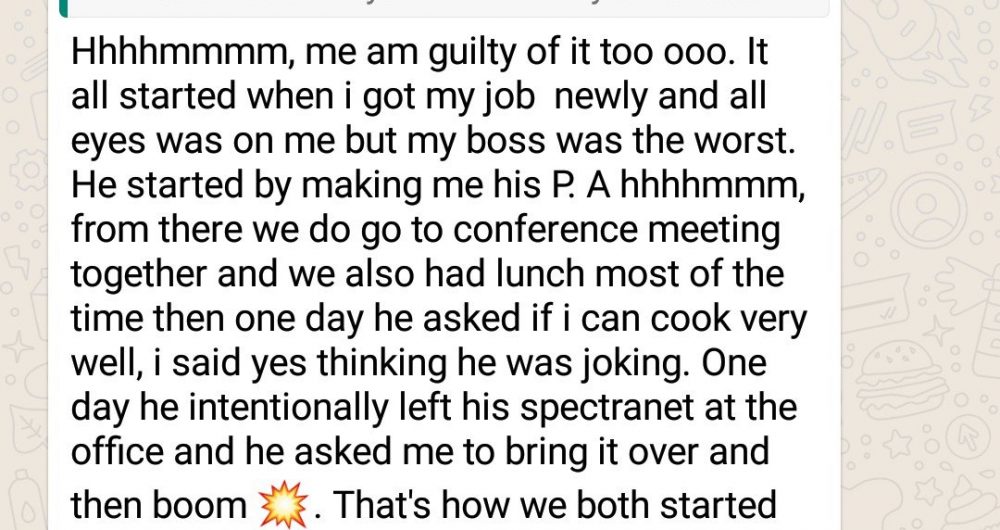 Hhhhmmmm, me am guilty of it too ooo. It
all started when i got my job  newly and all
eyes was on me but my boss was the worst.
He started by making me his P. A hhhhmmm,
from there we do go to conference meeting
together and we also had lunch most of the
time then one day he asked if i can cook very
well, i said yes thinking he was joking. One
day he intentionally left his spectranet at the
office and he asked me to bring it over and
then boom 💥. That's how we both started